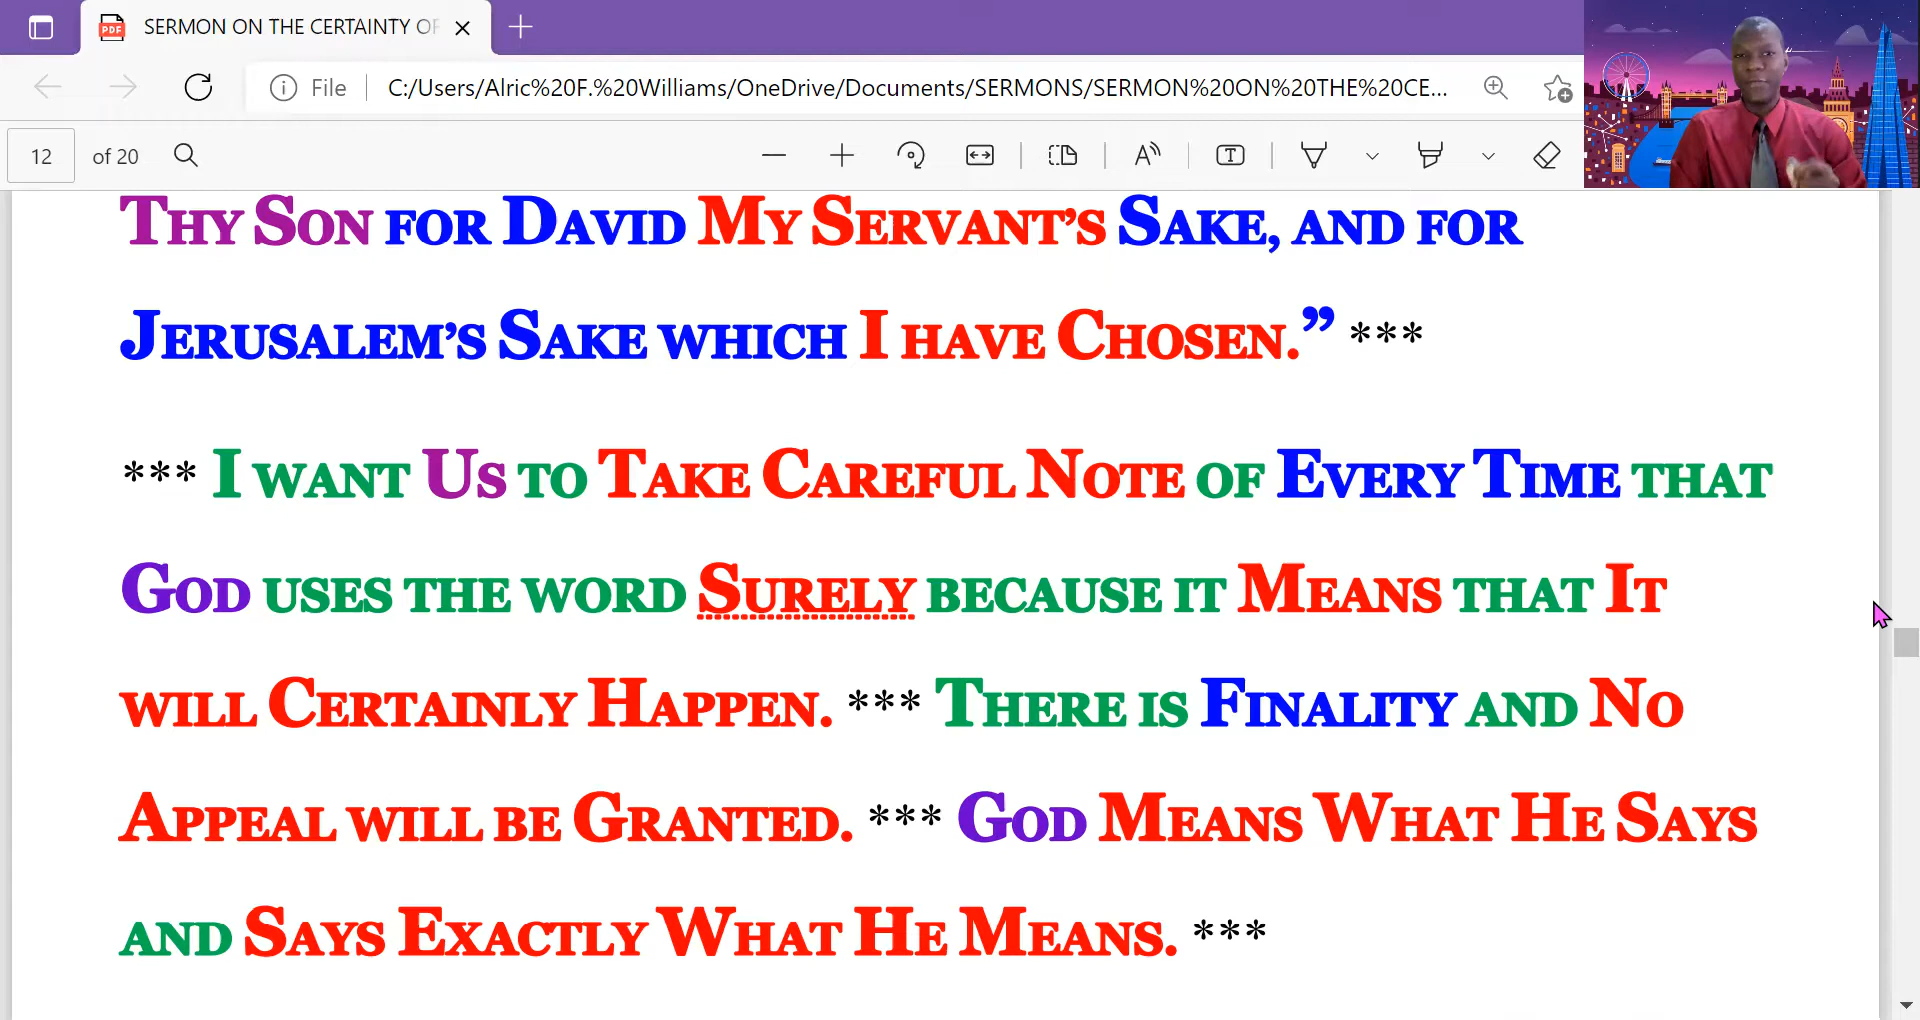 SERMON ON THE CERTAINTY OF
File
C:/Users/Alric%20F.%20Williams/OneDrive/Documents/SERMONS/SERMON%20ON%20THE%20CE...
12 of 20
THY SON FOR DAVID MY SERVANT'S SAKE, AND FOR
JERUSALEM'S SAKE WHICH I HAVE CHOSEN.” ***
*** I WANT US TO TAKE CAREFUL NOTE OF EVERY TIME THAT
GOD USES THE WORD SURELY BECAUSE IT MEANS THAT IT
WILL CERTAINLY HAPPEN. *** THERE IS FINALITY AND NO
APPEAL WILL BE GRANTED. *** GOD MEANS WHAT HE SAYS
AND SAYS EXACTLY WHAT HE MEANS. ***